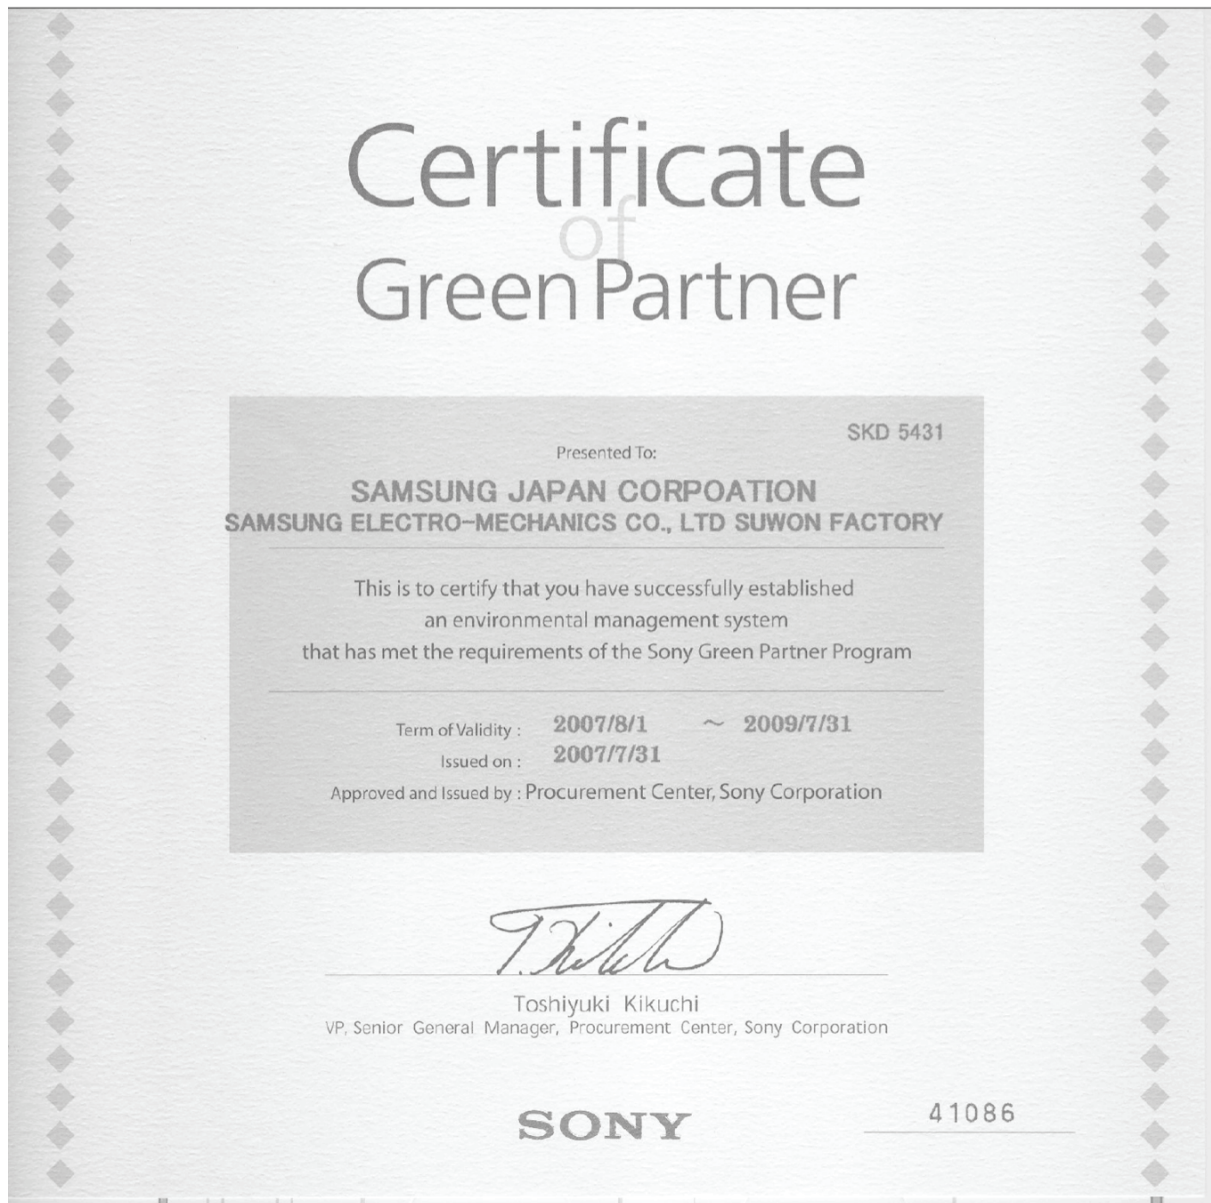 Certificate
of
Green Partner
SKD 5431
Presented To:
SAMSUNG JAPAN CORPOATION
SAMSUNG ELECTRO-MECHANICS CO., LTD SUWON FACTORY
This is to certify that you have successfully established
an environmental management system
that has met the requirements of the Sony Green Partner Program
Term of Validity : 2007/8/1 ~ 2009/7/31
Issued on : 2007/7/31
Approved and Issued by : Procurement Center, Sony Corporation
T. Kikuchi
Toshiyuki Kikuchi
VP, Senior General Manager, Procurement Center, Sony Corporation
SONY
41086